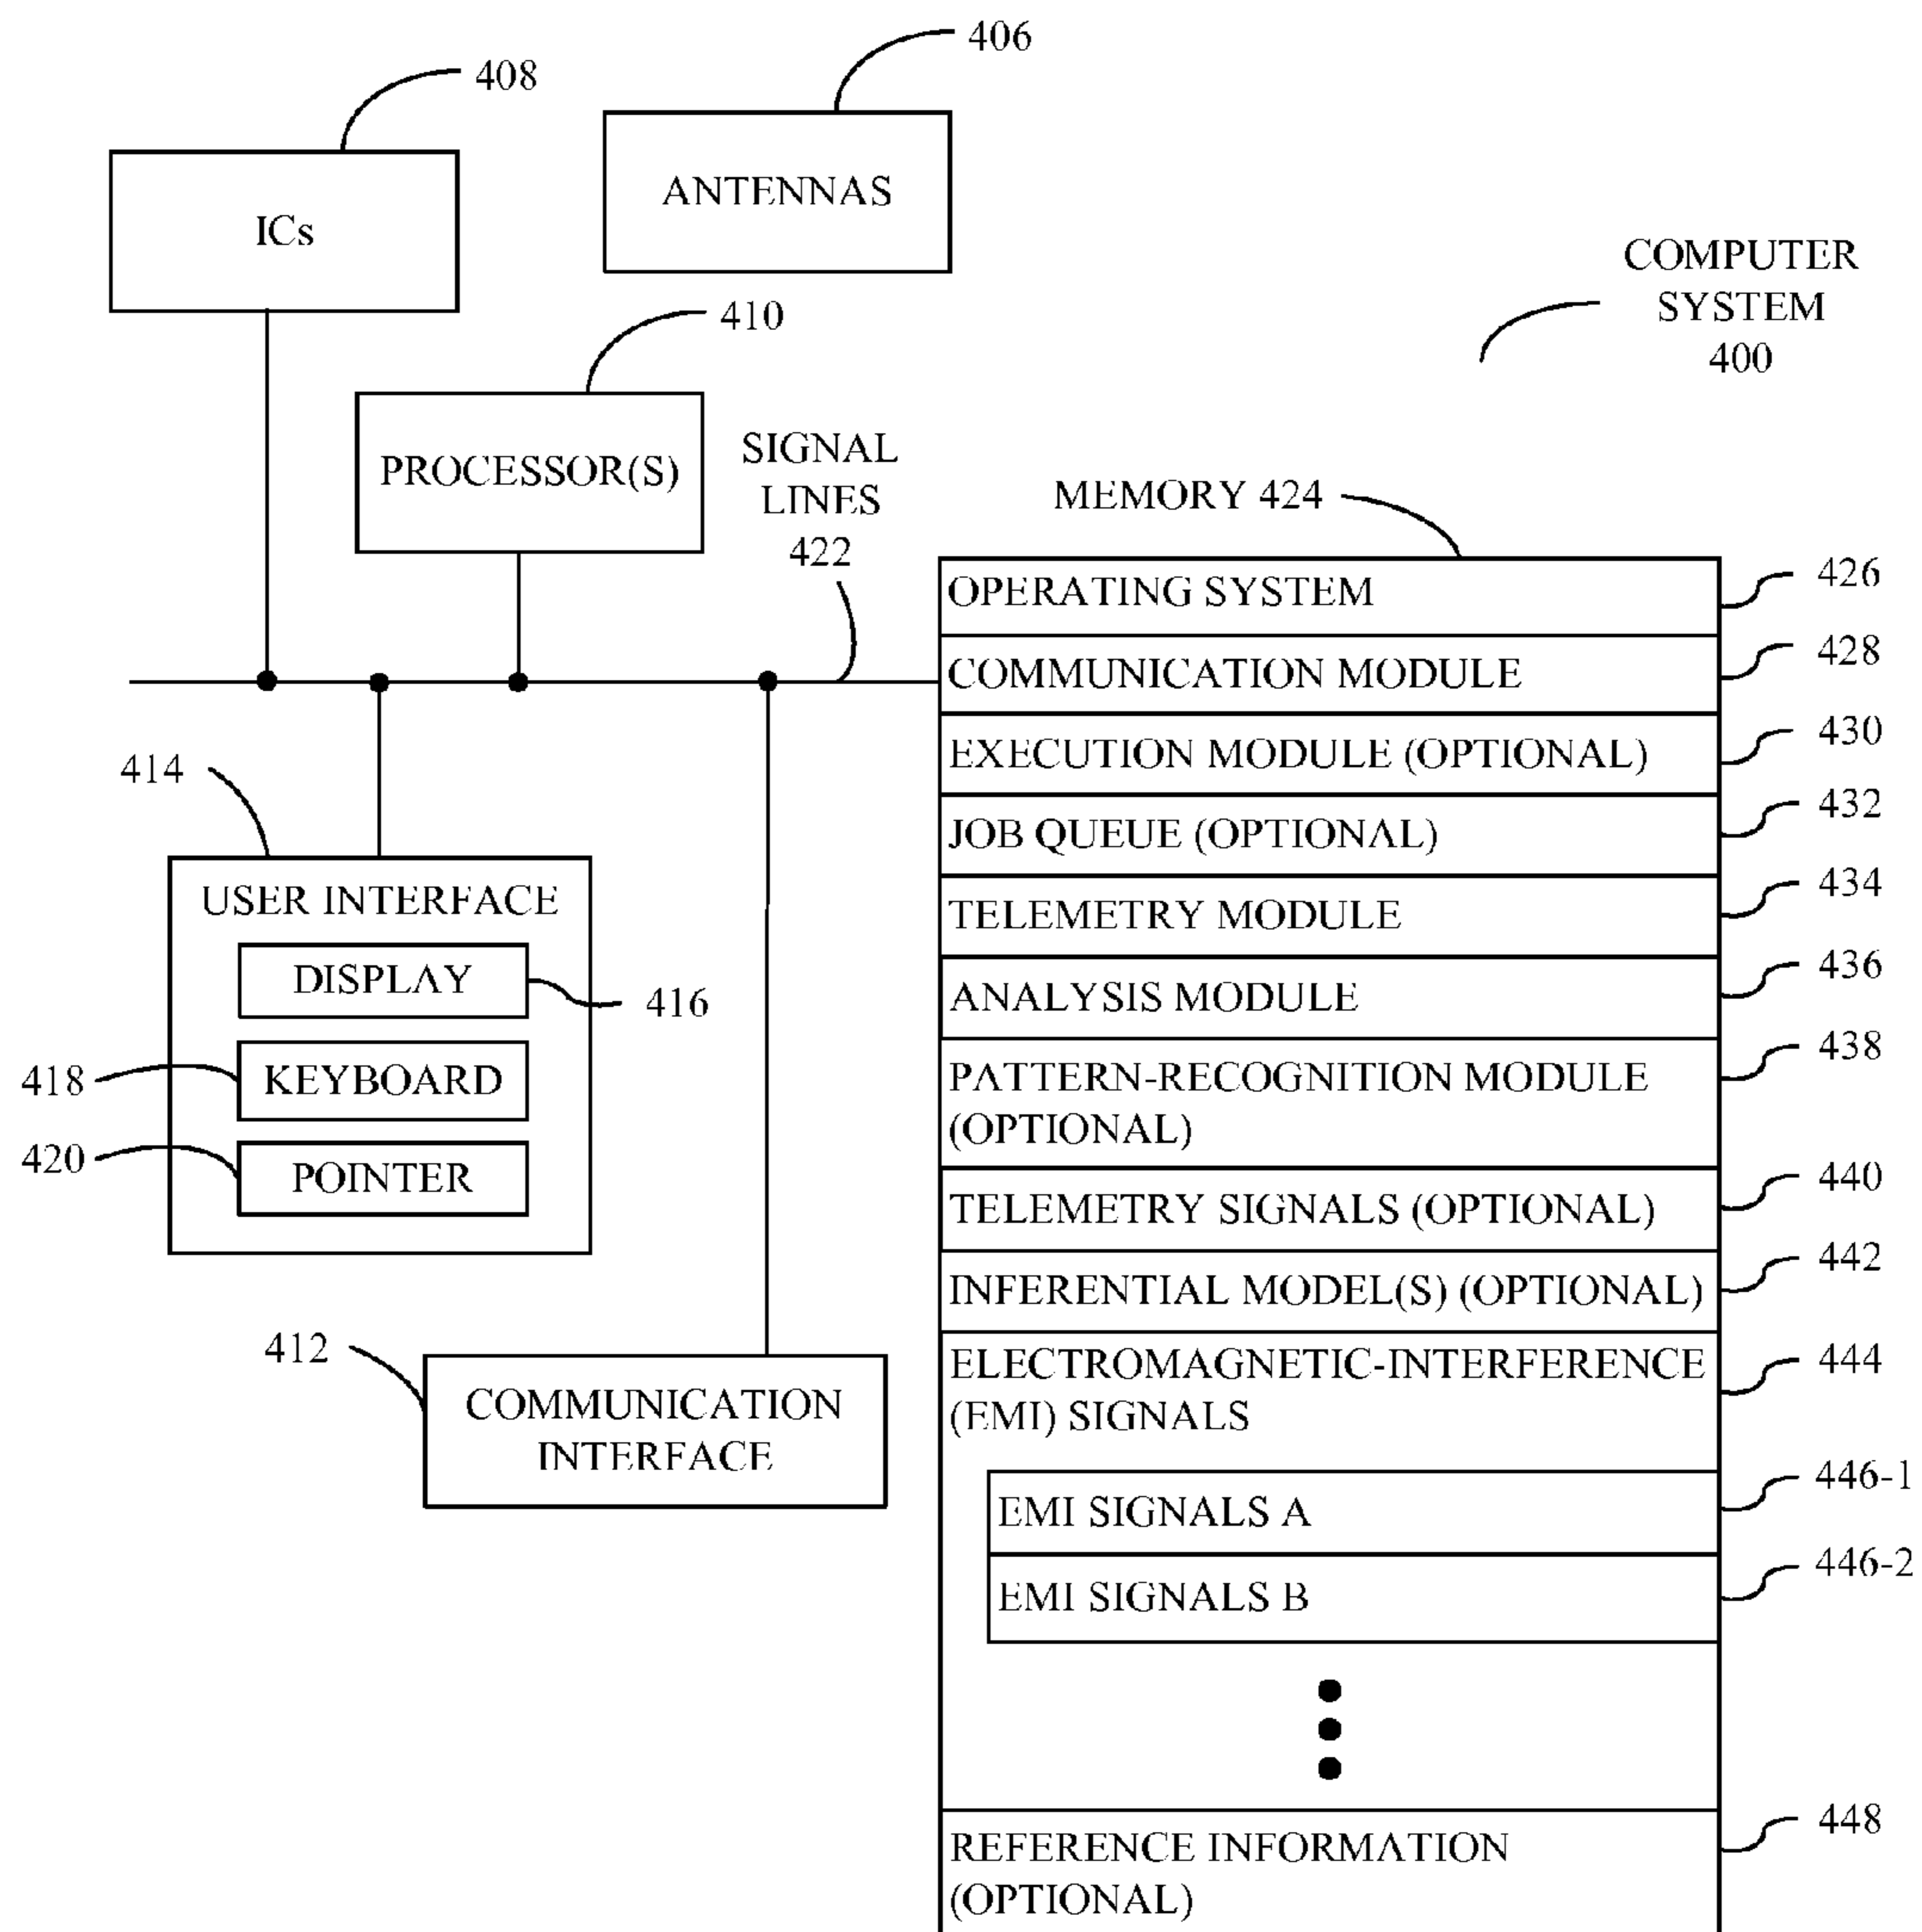 406
408
ANTENNAS
ICs
COMPUTER
SYSTEM
400
410
PROCESSOR(S)
SIGNAL
LINES
422
MEMORY 424
OPERATING SYSTEM
426
COMMUNICATION MODULE
428
EXECUTION MODULE (OPTIONAL)
430
JOB QUEUE (OPTIONAL)
432
TELEMETRY MODULE
434
ANALYSIS MODULE
436
PATTERN-RECOGNITION MODULE
(OPTIONAL)
438
TELEMETRY SIGNALS (OPTIONAL)
440
INFERENTIAL MODEL(S) (OPTIONAL)
442
ELECTROMAGNETIC-INTERFERENCE
(EMI) SIGNALS
444
EMI SIGNALS A
446-1
EMI SIGNALS B
446-2
REFERENCE INFORMATION
(OPTIONAL)
448
414
USER INTERFACE
DISPLAY
416
418
KEYBOARD
420
POINTER
412
COMMUNICATION
INTERFACE